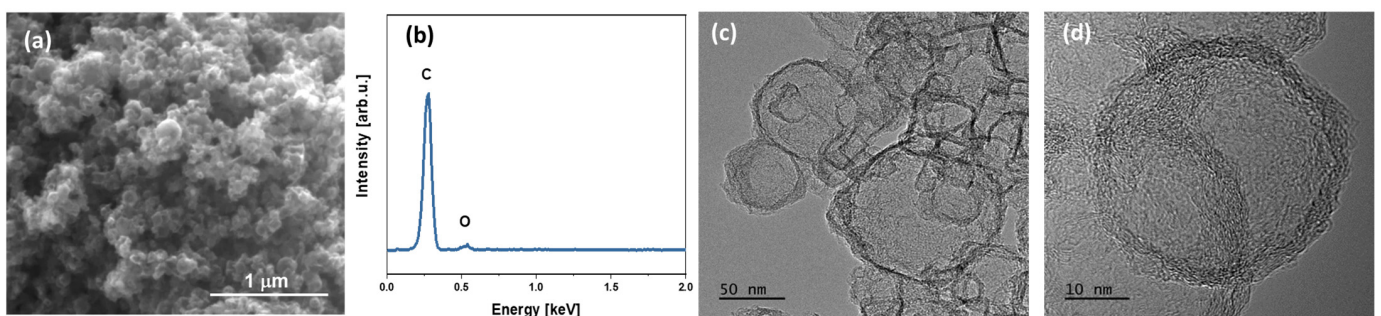 (a)
1 μm
(b)
C
O
Intensity [arb.u.]
0.0 0.5 1.0 1.5 2.0
Energy [keV]
(c)
50 nm
(d)
10 nm